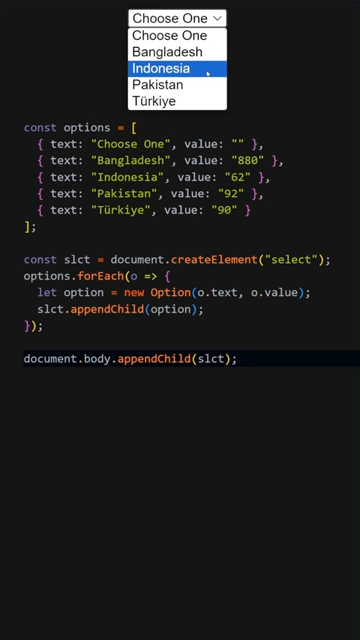 Choose One
Choose One
Bangladesh
Indonesia
Pakistan
Türkiye
const options = [
  { text: "Choose One", value: "" },
  { text: "Bangladesh", value: "880" },
  { text: "Indonesia", value: "62" },
  { text: "Pakistan", value: "92" },
  { text: "Türkiye", value: "90" }
];
const slct = document.createElement("select");
options.forEach(o => {
  let option = new Option(o.text, o.value);
  slct.appendChild(option);
});
document.body.appendChild(slct);